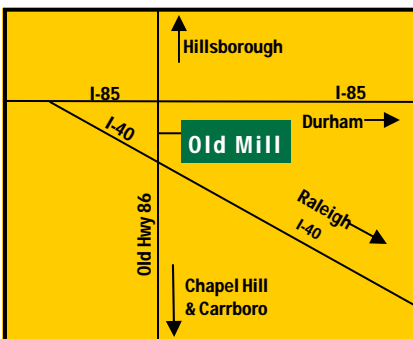 Hillsborough
I-85
I-85
Durham
I-40
Old Mill
Raleigh
I-40
Old Hwy 86
Chapel Hill
& Carrboro